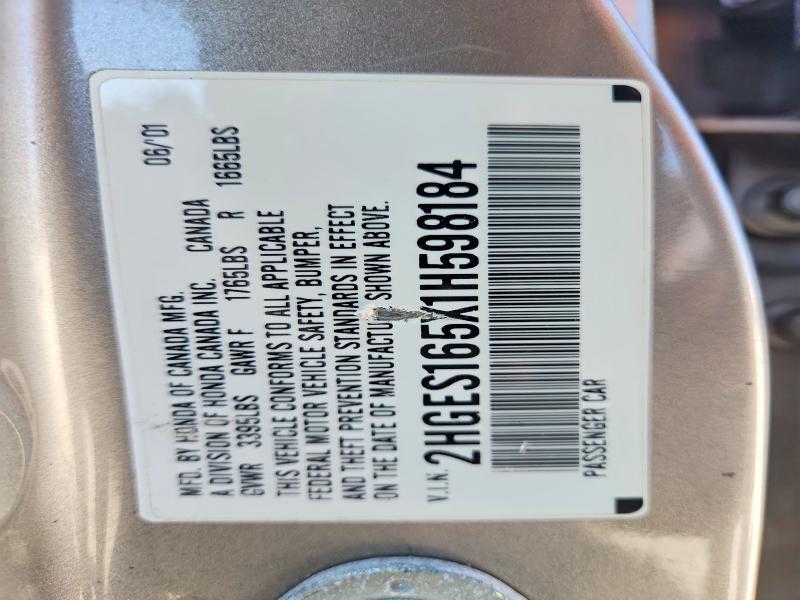 MFD. BY HONDA OF CANADA MFG. 06/01
A DIVISION OF HONDA CANADA INC. CANADA
GVWR 3395LBS GAWR F 1765LBS R 1665LBS
THIS VEHICLE CONFORMS TO ALL APPLICABLE
FEDERAL MOTOR VEHICLE SAFETY, BUMPER,
AND THEFT PREVENTION STANDARDS IN EFFECT
ON THE DATE OF MANUFACTURE SHOWN ABOVE.
V.I.N. 2HGES165X1H598184
PASSENGER CAR